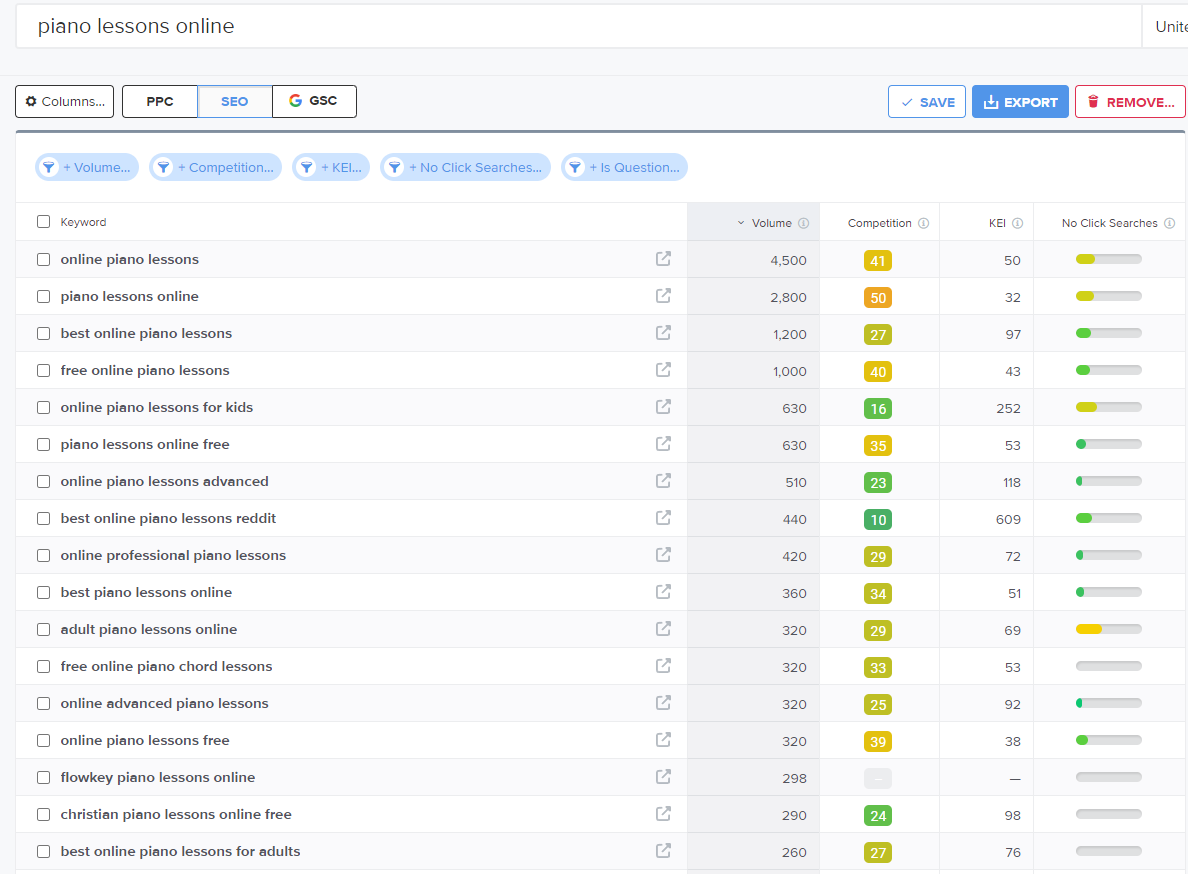 piano lessons online
Unite
Columns... PPC SEO GSC SAVE EXPORT REMOVE...
+ Volume... + Competition... + KEI... + No Click Searches... + Is Question...
Keyword Volume Competition KEI No Click Searches
online piano lessons 4,500 41 50
piano lessons online 2,800 50 32
best online piano lessons 1,200 27 97
free online piano lessons 1,000 40 43
online piano lessons for kids 630 16 252
piano lessons online free 630 35 53
online piano lessons advanced 510 23 118
best online piano lessons reddit 440 10 609
online professional piano lessons 420 29 72
best piano lessons online 360 34 51
adult piano lessons online 320 29 69
free online piano chord lessons 320 33 53
online advanced piano lessons 320 25 92
online piano lessons free 320 39 38
flowkey piano lessons online 298 – —
christian piano lessons online free 290 24 98
best online piano lessons for adults 260 27 76